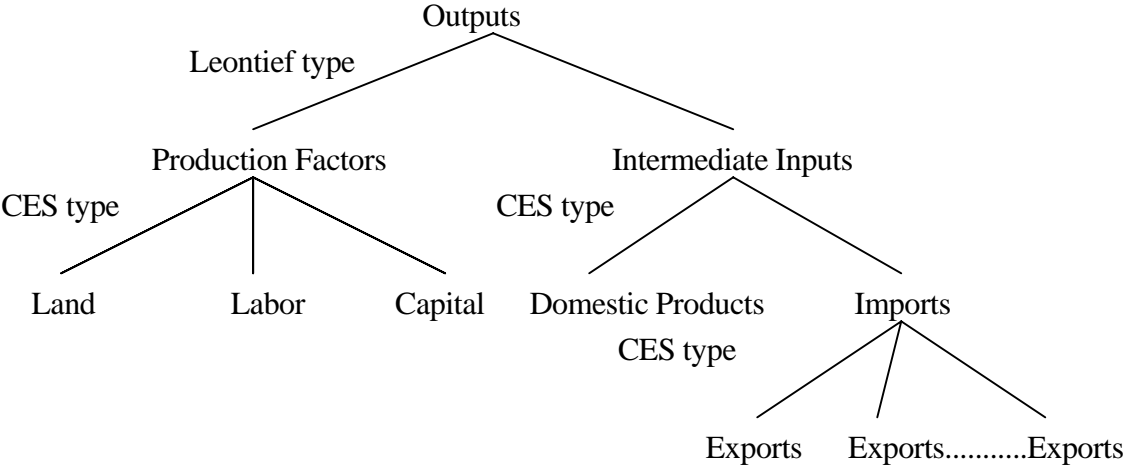 Outputs
Leontief type
Production Factors Intermediate Inputs
CES type CES type
Land Labor Capital Domestic Products Imports
CES type
Exports Exports...........Exports